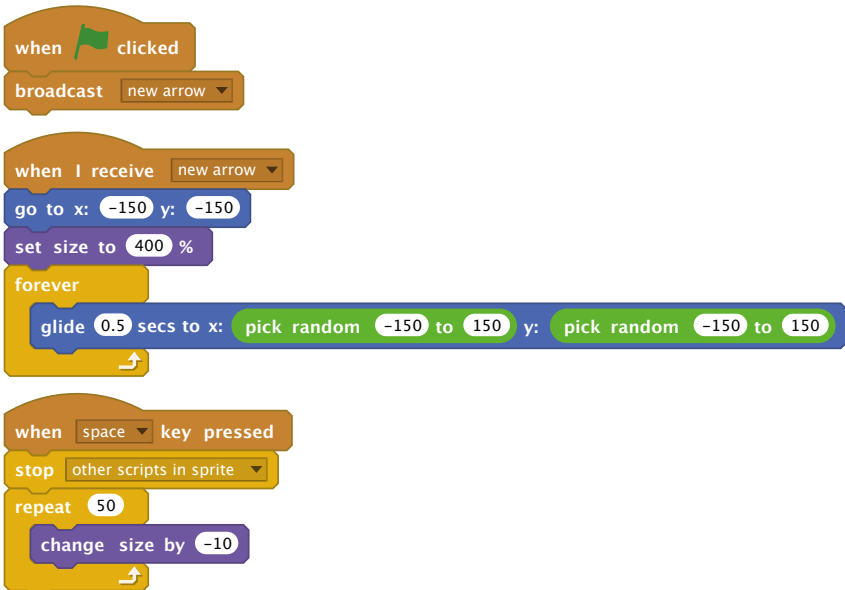 when clicked
broadcast new arrow
when I receive new arrow
go to x: -150 y: -150
set size to 400 %
forever
glide 0.5 secs to x: pick random -150 to 150 y: pick random -150 to 150
when space key pressed
stop other scripts in sprite
repeat 50
change size by -10